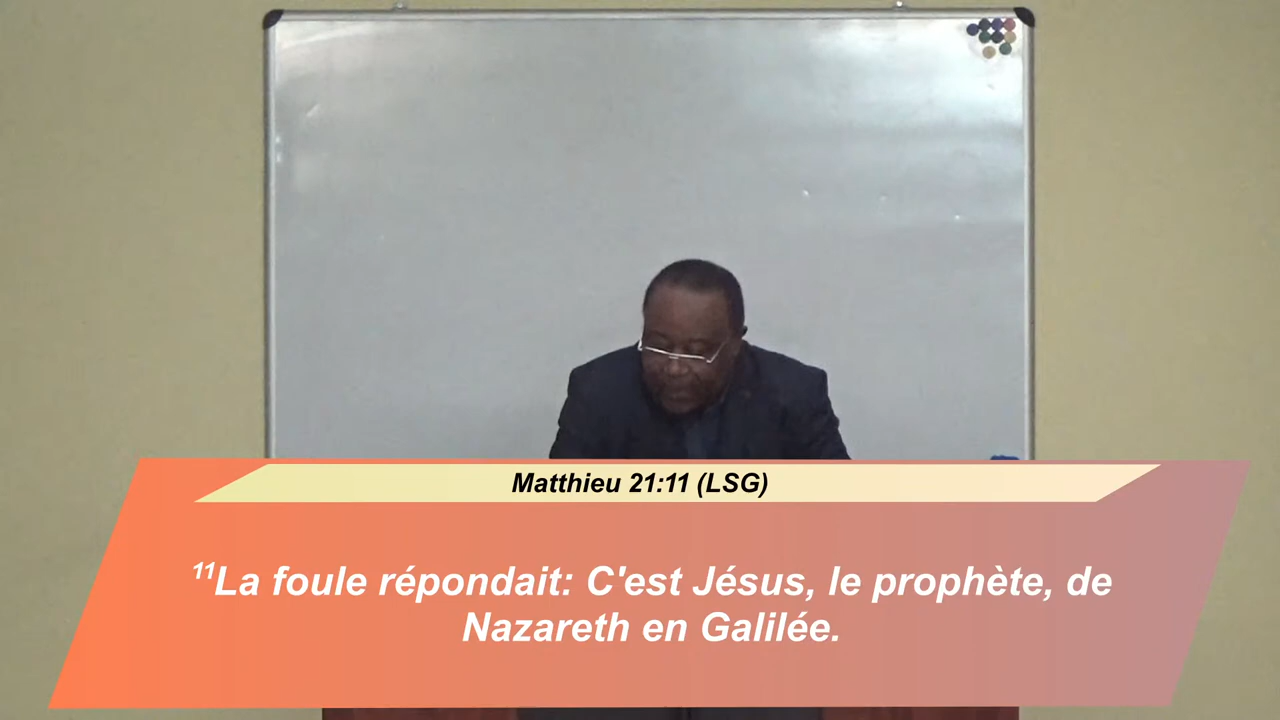 Matthieu 21:11 (LSG)
¹¹La foule répondait: C'est Jésus, le prophète, de
Nazareth en Galilée.